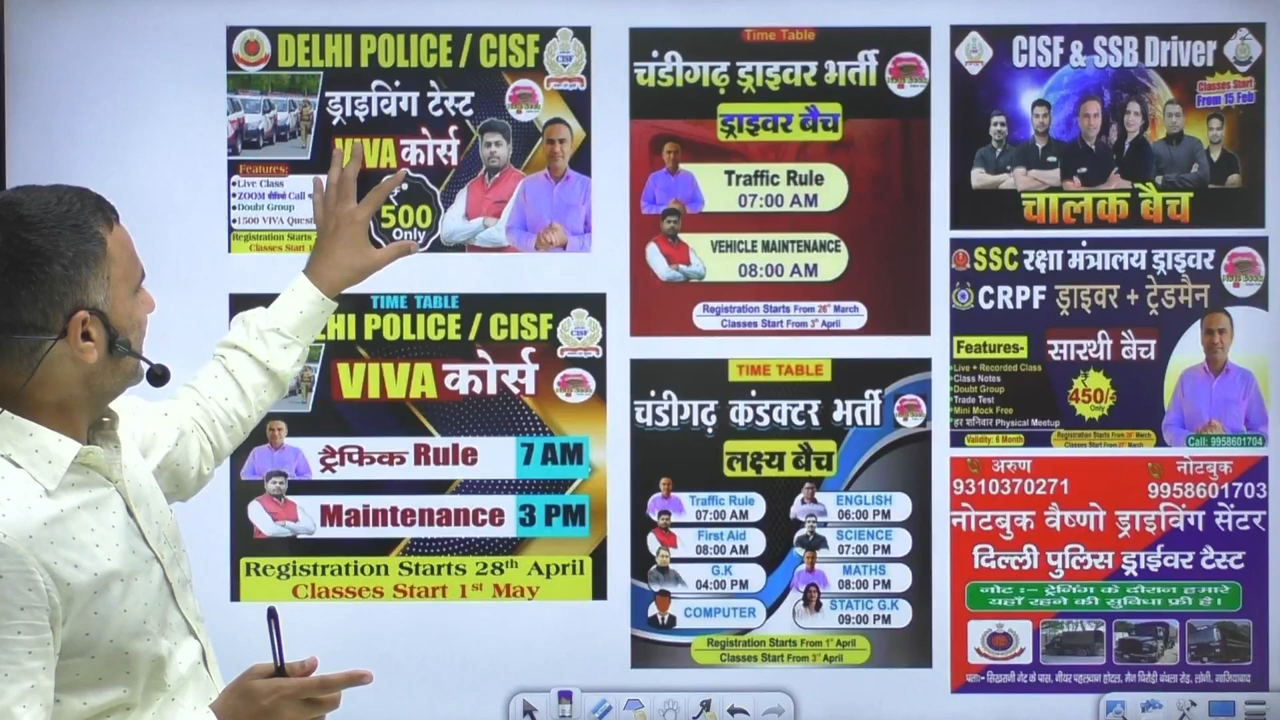 DELHI POLICE / CISF
ड्राइविंग टेस्ट
VIVA कोर्स
Features:
•Live Class
•ZOOM वीडियो Call
•Doubt Group
•1500 VIVA Quest
500
Only
Registration Starts
Classes Start
TIME TABLE
LHI POLICE / CISF
VIVA कोर्स
ट्रैफिक Rule 7 AM
Maintenance 3 PM
Registration Starts 28th April
Classes Start 1st May
Time Table
चंडीगढ़ ड्राइवर भर्ती
ड्राइवर बैच
Traffic Rule
07:00 AM
VEHICLE MAINTENANCE
08:00 AM
Registration Starts From 26th March
Classes Start From 3rd April
TIME TABLE
चंडीगढ़ कंडक्टर भर्ती
लक्ष्य बैच
Traffic Rule
07:00 AM
ENGLISH
06:00 PM
First Aid
08:00 AM
SCIENCE
07:00 PM
G.K
04:00 PM
MATHS
08:00 PM
COMPUTER
STATIC G.K
09:00 PM
Registration Starts From 1st April
Classes Start From 3rd April
CISF & SSB Driver
Classes Start
From 15 Feb
चालक बैच
SSC रक्षा मंत्रालय ड्राइवर
CRPF ड्राइवर + ट्रेडमैन
Features-
सारथी बैच
•Live + Recorded Class
•Class Notes
•Doubt Group
•Trade Test
•Mini Mock Free
•हर शनिवार Physical Meetup
450/-
Only
Validity: 6 Month
Call: 9958601704
अरुण
9310370271
नोटबुक
9958601703
नोटबुक वैष्णो ड्राइविंग सेंटर
दिल्ली पुलिस ड्राईवर टैस्ट
नोट :- ट्रेनिंग के दौरान हमारे
यहाँ रहने की सुविधा फ्री है।